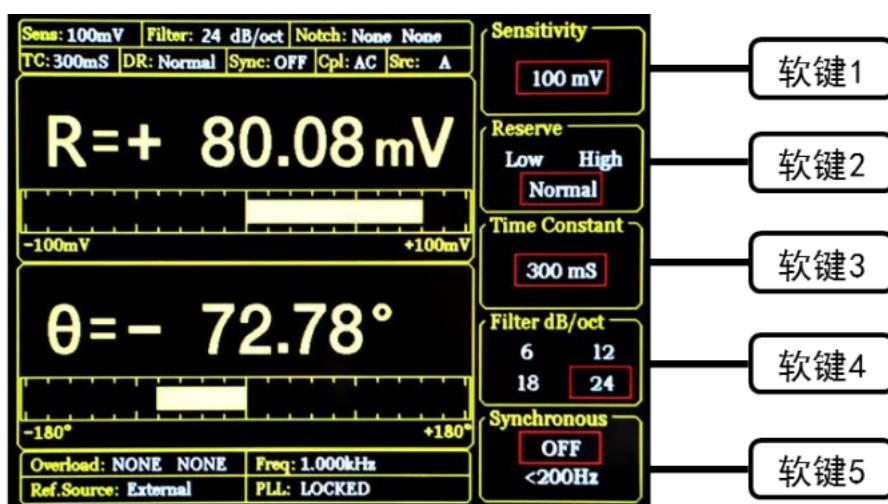 Sens: 100mV Filter: 24 dB/oct Notch: None None
TC: 300mS DR: Normal Sync: OFF Cpl: AC Src: A
R=+ 80.08 mV
-100mV +100mV
θ=- 72.78°
-180° +180°
Overload: NONE NONE Freq: 1.000kHz
Ref.Source: External PLL: LOCKED
Sensitivity
100 mV
Reserve
Low High
Normal
Time Constant
300 mS
Filter dB/oct
6 12
18 24
Synchronous
OFF
<200Hz
软键1
软键2
软键3
软键4
软键5